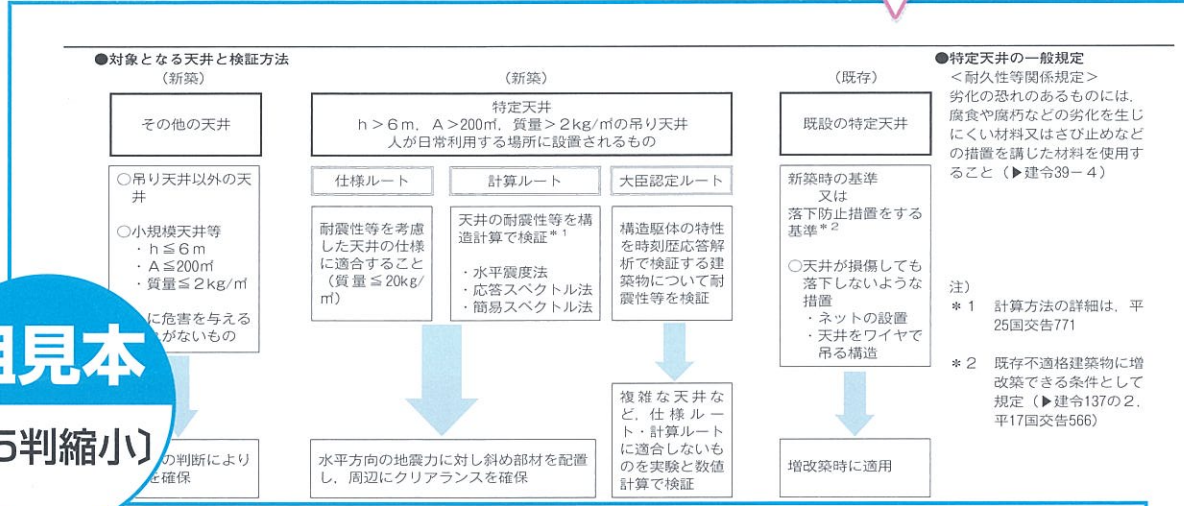 ●対象となる天井と検証方法
（新築）
その他の天井
○吊り天井以外の天
井
○小規模天井等
・h≦6m
・A≦200㎡
・質量≦2kg/㎡
に危害を与える
がないもの
の判断により
を確保
（新築）
特定天井
h＞6m，A＞200㎡，質量＞2kg/㎡の吊り天井
人が日常利用する場所に設置されるもの
仕様ルート
耐震性等を考慮
した天井の仕様
に適合すること
（質量≦20kg/
㎡）
計算ルート
天井の耐震性等を構
造計算で検証＊1
・水平震度法
・応答スペクトル法
・簡易スペクトル法
水平方向の地震力に対し斜め部材を配置
し，周辺にクリアランスを確保
大臣認定ルート
構造躯体の特性
を時刻歴応答解
析で検証する建
築物について耐
震性等を検証
複雑な天井な
ど，仕様ルー
ト・計算ルート
に適合しないも
のを実験と数値
計算で検証
（既存）
既設の特定天井
新築時の基準
又は
落下防止措置をする
基準＊2
○天井が損傷しても
落下しないような
措置
・ネットの設置
・天井をワイヤで
吊る構造
増改築時に適用
●特定天井の一般規定
＜耐久性等関係規定＞
劣化の恐れのあるものには，
腐食や腐朽などの劣化を生じ
にくい材料又はさび止めなど
の措置を講じた材料を使用す
ること（▶建令39－4）
注）
＊1 計算方法の詳細は，平
25国交告771
＊2 既存不適格建築物に増
改築できる条件として
規定（▶建令137の2，
平17国交告566）
組見本
5判縮小〕